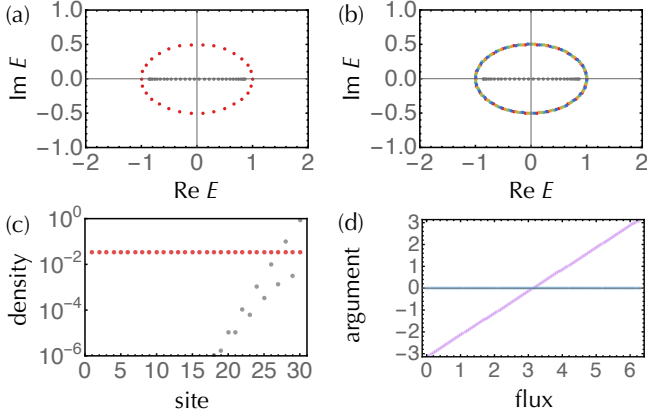 (a)
1.0
0.5
0.0
-0.5
-1.0
Im E
-2 -1 0 1 2
Re E
(b)
1.0
0.5
0.0
-0.5
-1.0
Im E
-2 -1 0 1 2
Re E
(c)
10^0
10^-2
10^-4
10^-6
density
0 5 10 15 20 25 30
site
(d)
3
2
1
0
-1
-2
-3
argument
0 1 2 3 4 5 6
flux